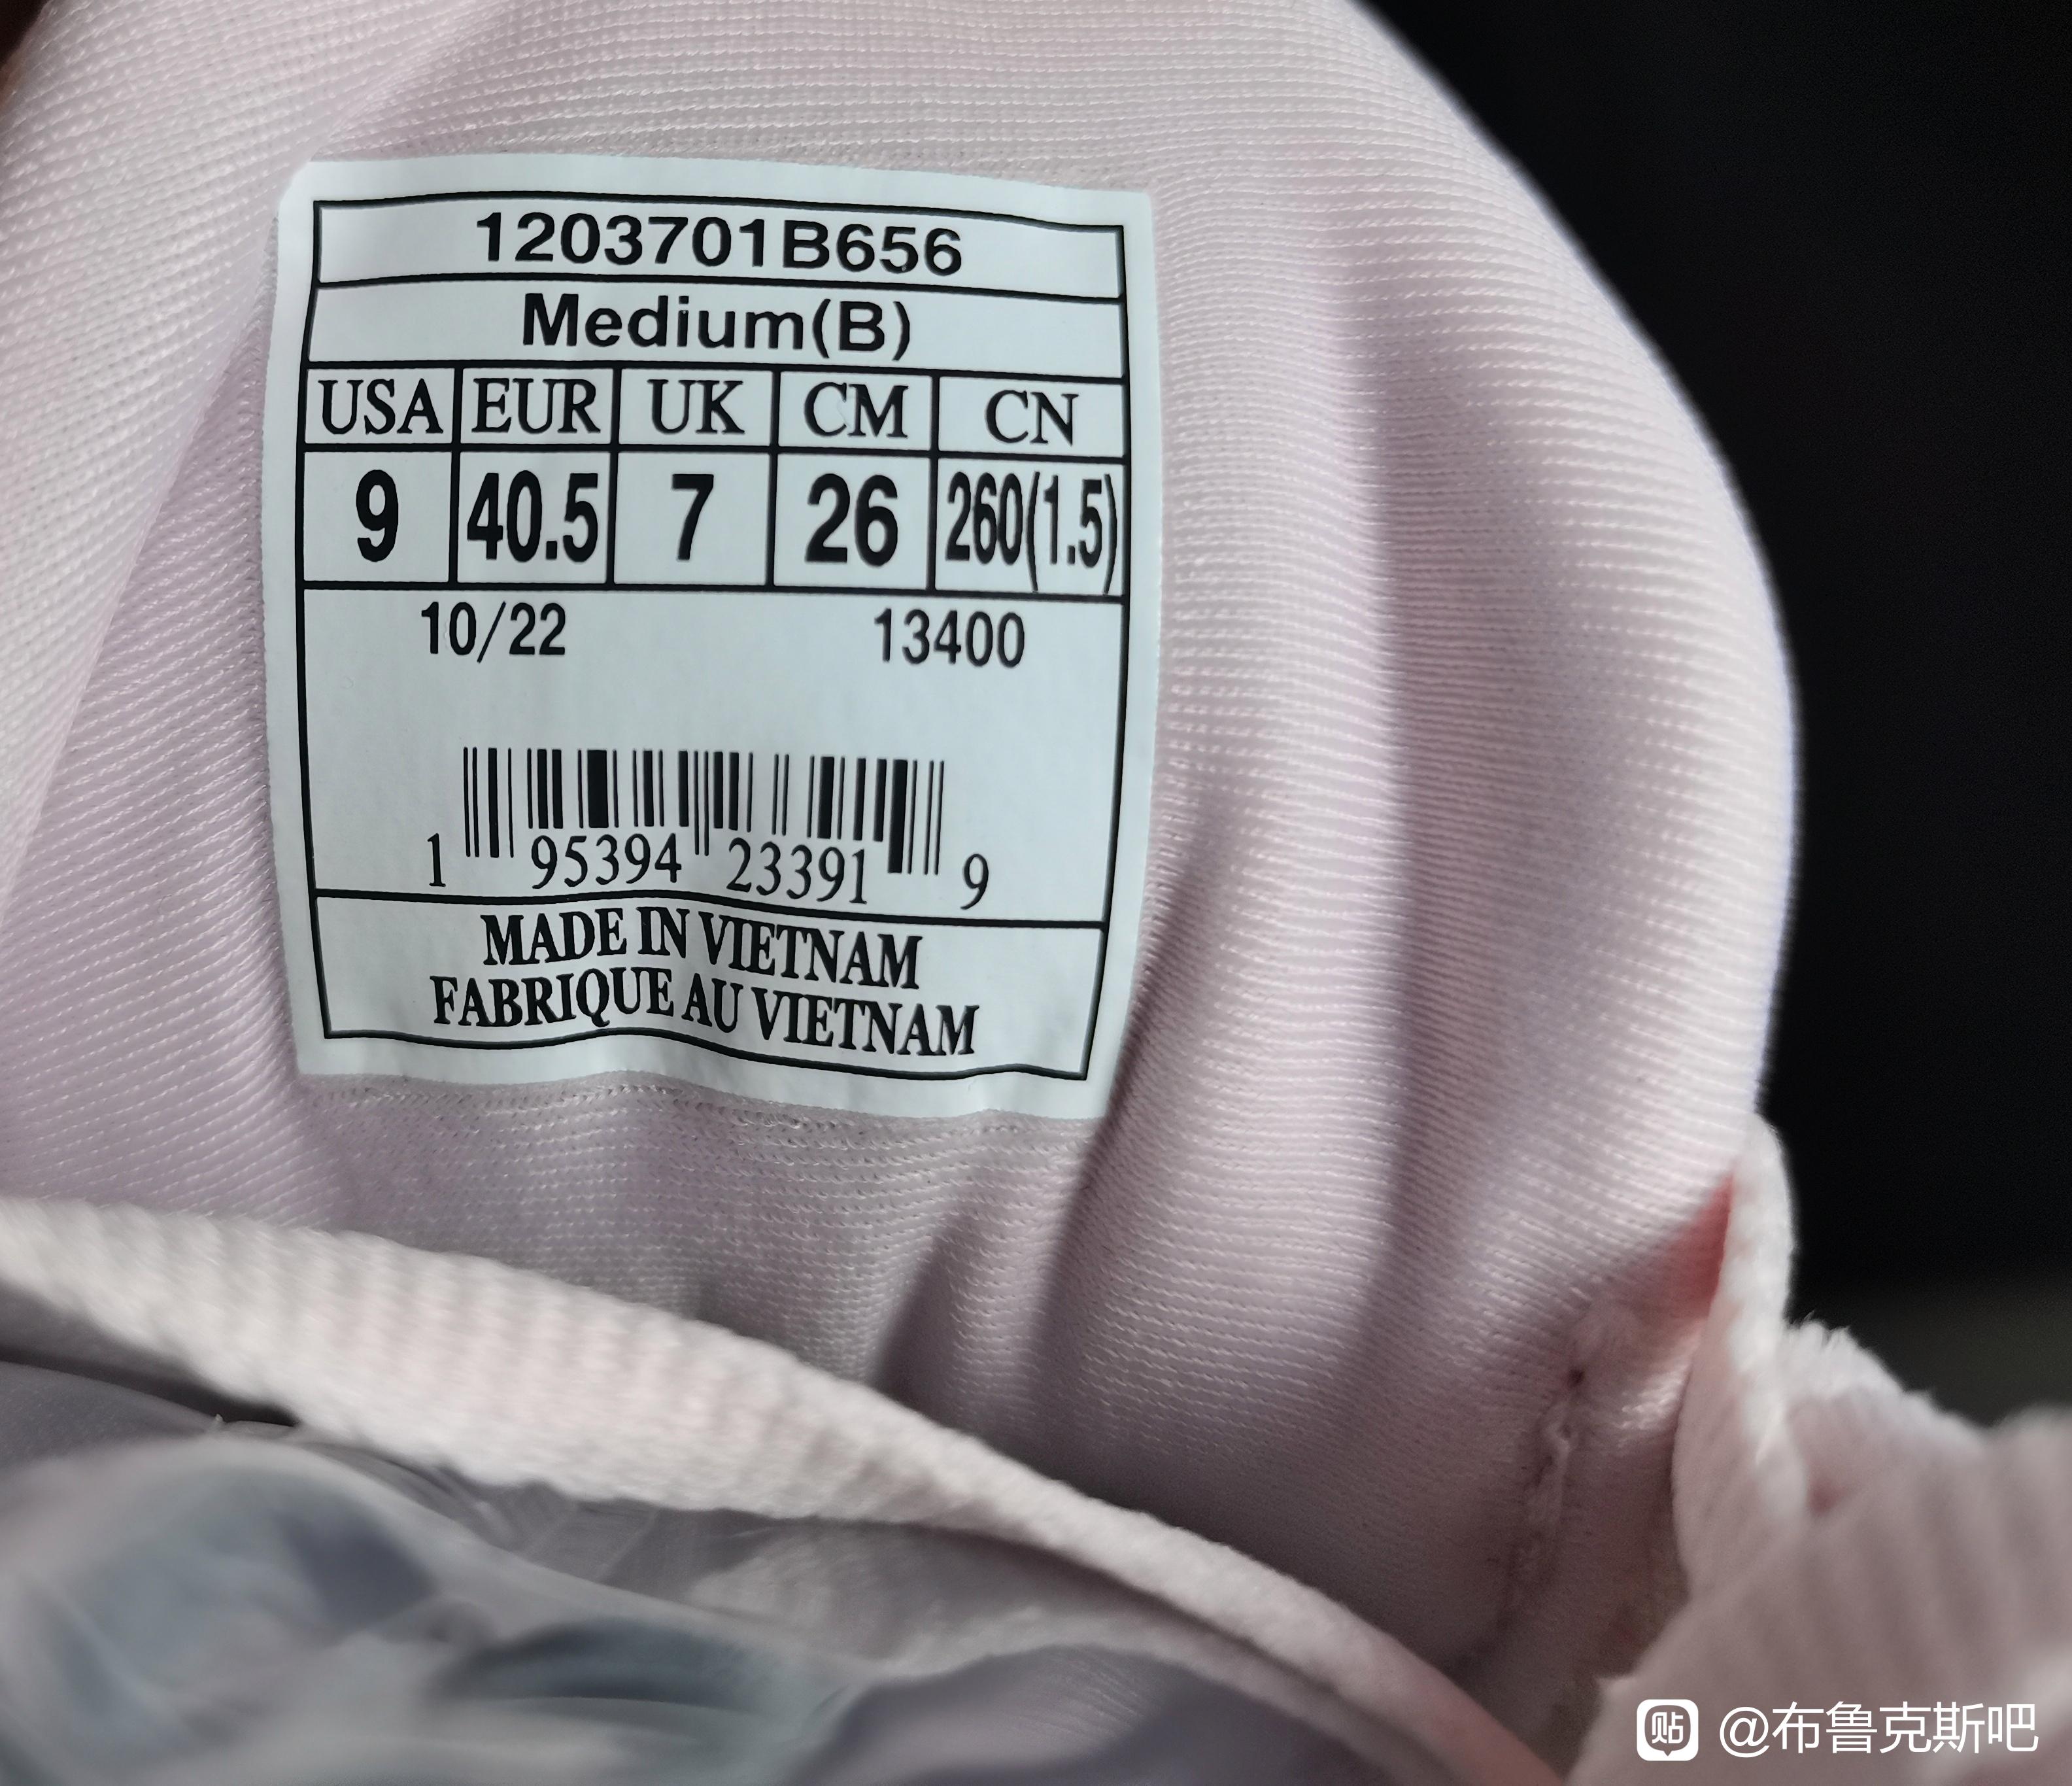 1203701B656
Medium(B)
USA EUR UK CM CN
9 40.5 7 26 260(1.5)
10/22 13400
1 95394 23391 9
MADE IN VIETNAM
FABRIQUE AU VIETNAM
贴 @布鲁克斯吧